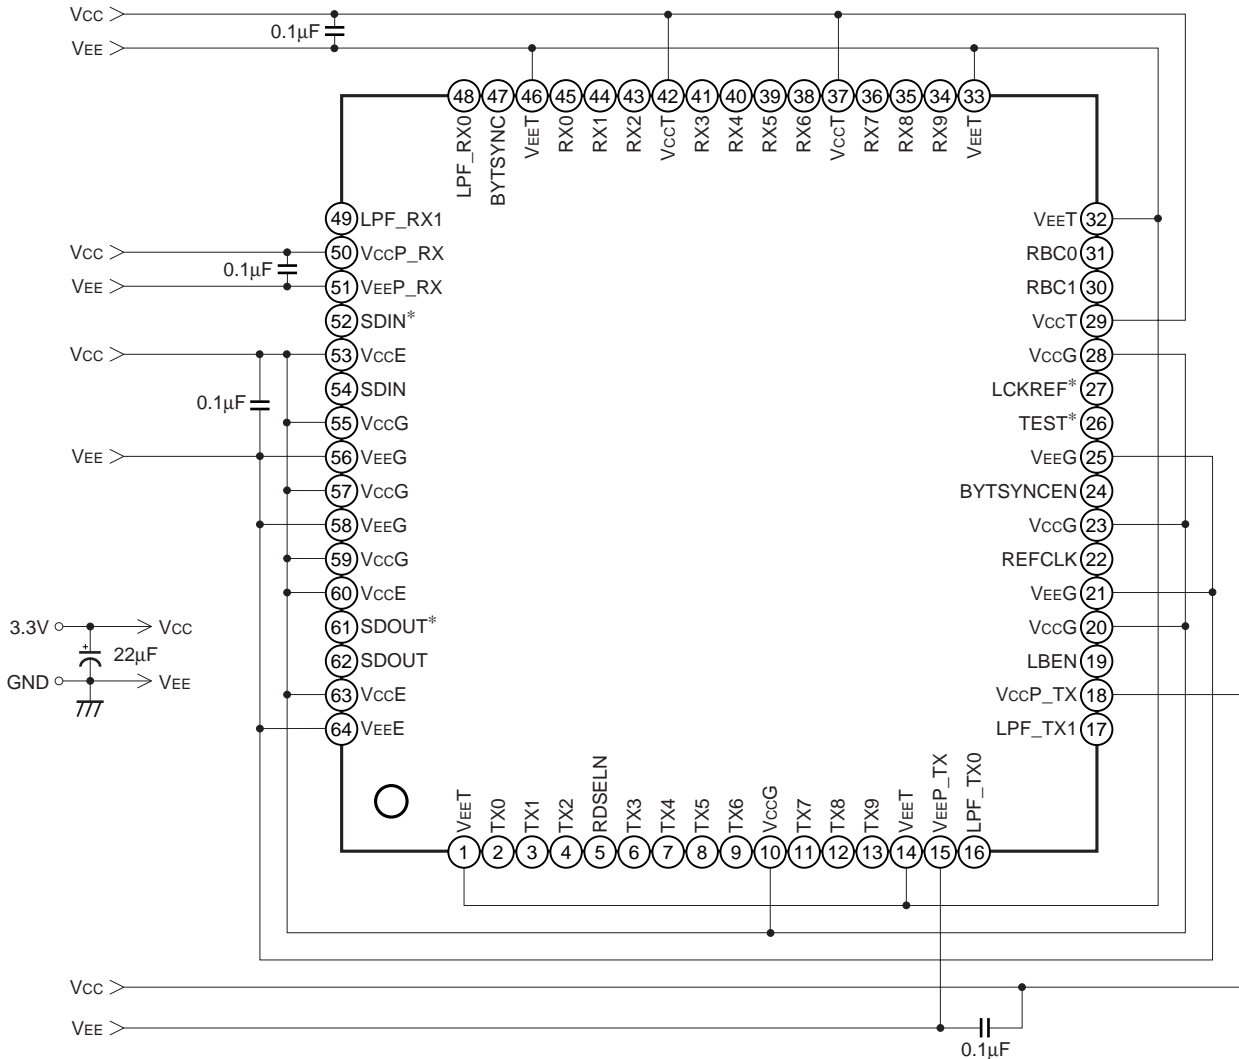 VCC
0.1µF
VEE
48 47 46 45 44 43 42 41 40 39 38 37 36 35 34 33
LPF_RX0
BYTSYNC
VEET
RX0
RX1
RX2
VCCT
RX3
RX4
RX5
RX6
VCCT
RX7
RX8
RX9
VEET
49 LPF_RX1
VCC
50 VCCP_RX
0.1µF
VEE
51 VEEP_RX
52 SDIN*
VCC
53 VCCE
54 SDIN
0.1µF
55 VCCG
VEE
56 VEEG
57 VCCG
58 VEEG
59 VCCG
60 VCCE
61 SDOUT*
62 SDOUT
63 VCCE
64 VEEE
3.3V
VCC
+
22µF
GND
VEE
VEET 32
RBC0 31
RBC1 30
VCCT 29
VCCG 28
LCKREF* 27
TEST* 26
VEEG 25
BYTSYNCEN 24
VCCG 23
REFCLK 22
VEEG 21
VCCG 20
LBEN 19
VCCP_TX 18
LPF_TX1 17
VEET
TX0
TX1
TX2
RDSELN
TX3
TX4
TX5
TX6
VCCG
TX7
TX8
TX9
VEET
VEEP_TX
LPF_TX0
1 2 3 4 5 6 7 8 9 10 11 12 13 14 15 16
VCC
VEE
0.1µF